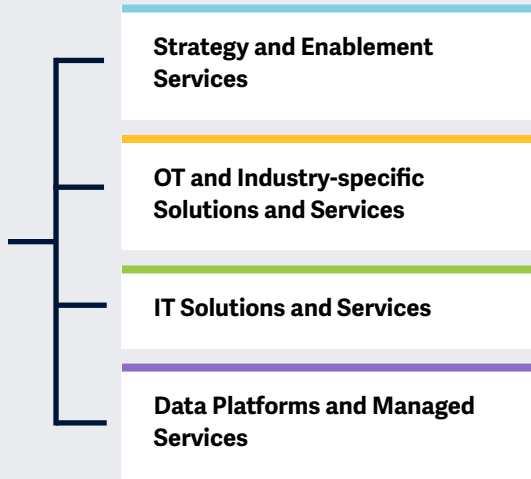 Strategy and Enablement
Services
OT and Industry-specific
Solutions and Services
IT Solutions and Services
Data Platforms and Managed
Services